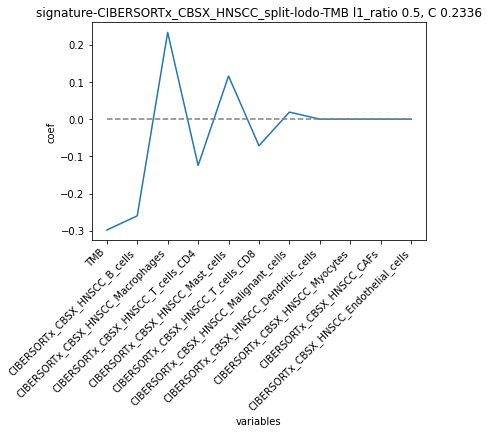 signature-CIBERSORTx_CBSX_HNSCC_split-lodo-TMB l1_ratio 0.5, C 0.2336
0.2
0.1
0.0
−0.1
−0.2
−0.3
coef
TMB
CIBERSORTx_CBSX_HNSCC_B_cells
CIBERSORTx_CBSX_HNSCC_Macrophages
CIBERSORTx_CBSX_HNSCC_T_cells_CD4
CIBERSORTx_CBSX_HNSCC_Mast_cells
CIBERSORTx_CBSX_HNSCC_T_cells_CD8
CIBERSORTx_CBSX_HNSCC_Malignant_cells
CIBERSORTx_CBSX_HNSCC_Dendritic_cells
CIBERSORTx_CBSX_HNSCC_Myocytes
CIBERSORTx_CBSX_HNSCC_CAFs
CIBERSORTx_CBSX_HNSCC_Endothelial_cells
variables